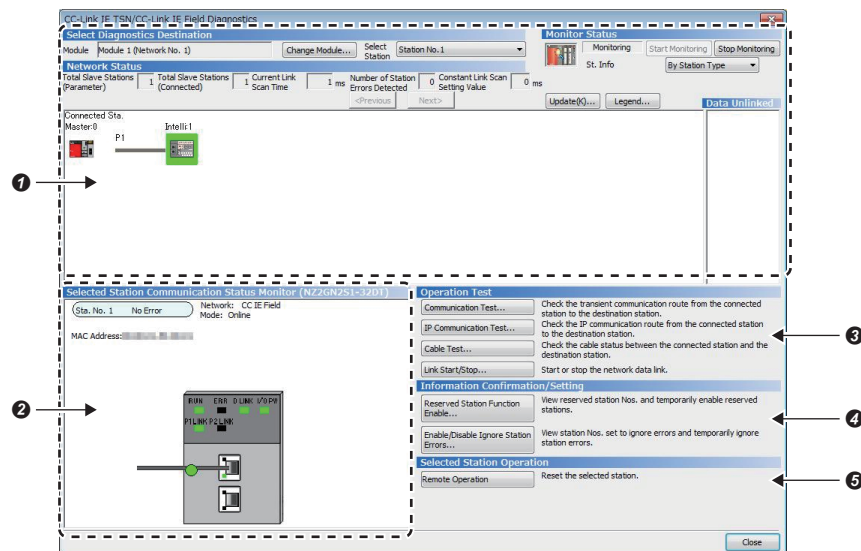 CC-Link IE TSN/CC-Link IE Field Diagnostics
Select Diagnostics Destination
Monitor Status
Module Module 1 (Network No. 1) Change Module... Select Station Station No.1
Monitoring Start Monitoring Stop Monitoring
St. Info By Station Type
Network Status
Total Slave Stations (Parameter) 1 Total Slave Stations (Connected) 1 Current Link Scan Time 1 ms Number of Station Errors Detected 0 Constant Link Scan Setting Value 0 ms
<Previous Next> Update(K)... Legend... Data Unlinked
Connected Sta.
Master:0 Intelli:1
P1
1
Selected Station Communication Status Monitor (NZ2GN2S1-32DT)
Sta. No. 1 No Error
Network: CC IE Field
Mode: Online
MAC Address:
RUN ERR D LINK I/O PW
P1 LINK P2 LINK
2
Operation Test
Communication Test... Check the transient communication route from the connected station to the destination station.
IP Communication Test... Check the IP communication route from the connected station to the destination station.
Cable Test... Check the cable status between the connected station and the destination station.
Link Start/Stop... Start or stop the network data link.
3
Information Confirmation/Setting
Reserved Station Function Enable... View reserved station Nos. and temporarily enable reserved stations.
Enable/Disable Ignore Station Errors... View station Nos. set to ignore errors and temporarily ignore station errors.
4
Selected Station Operation
Remote Operation Reset the selected station.
5
Close